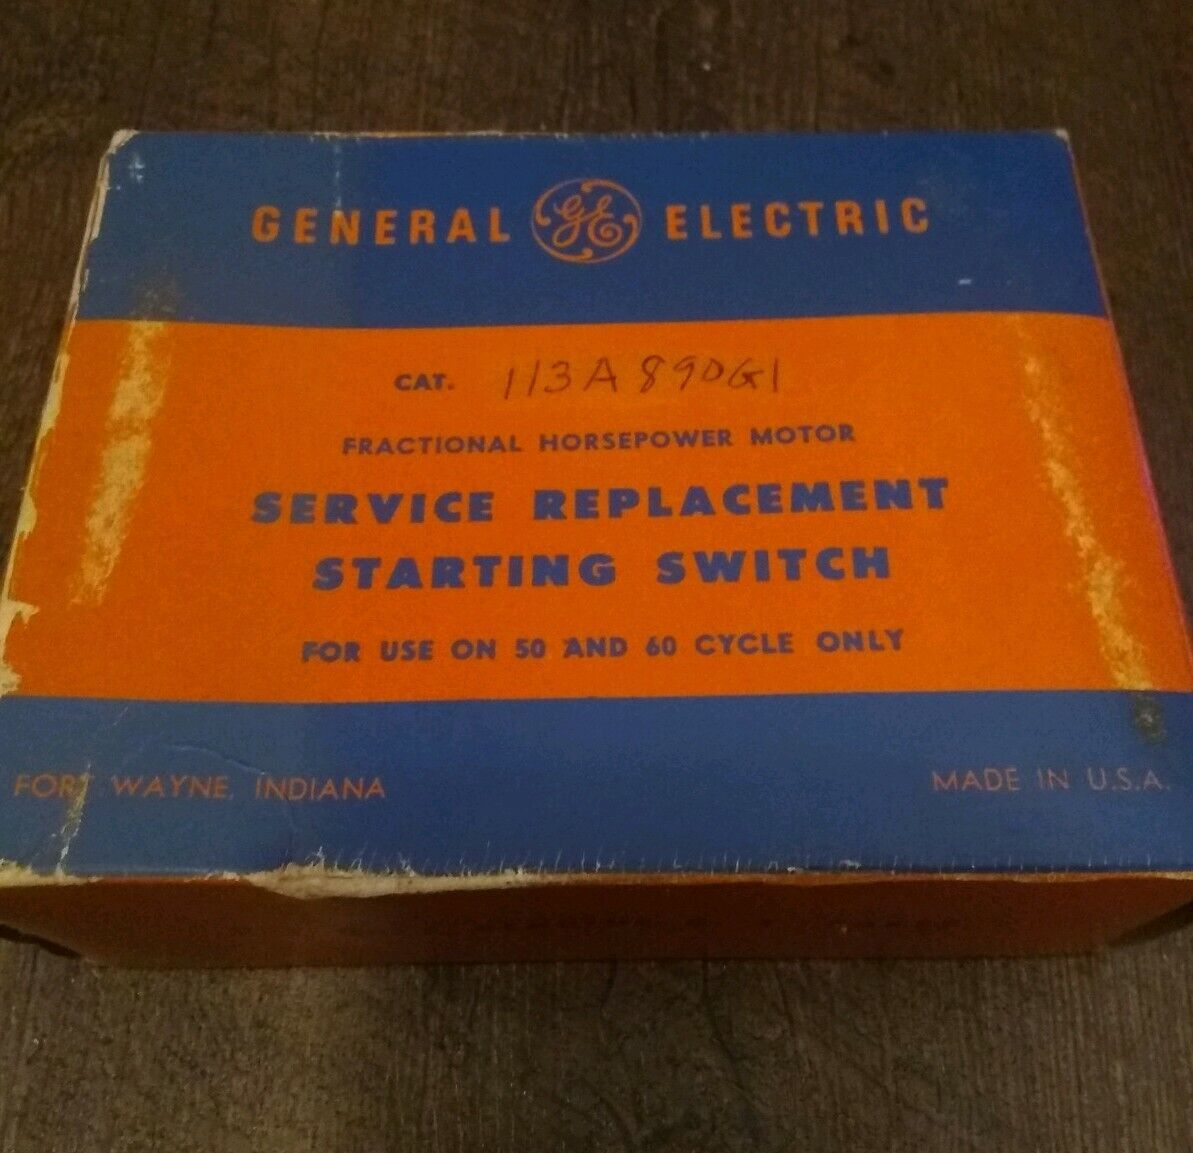 GENERAL GE ELECTRIC
CAT. 113A890G1
FRACTIONAL HORSEPOWER MOTOR
SERVICE REPLACEMENT
STARTING SWITCH
FOR USE ON 50 AND 60 CYCLE ONLY
FORT WAYNE, INDIANA MADE IN U.S.A.